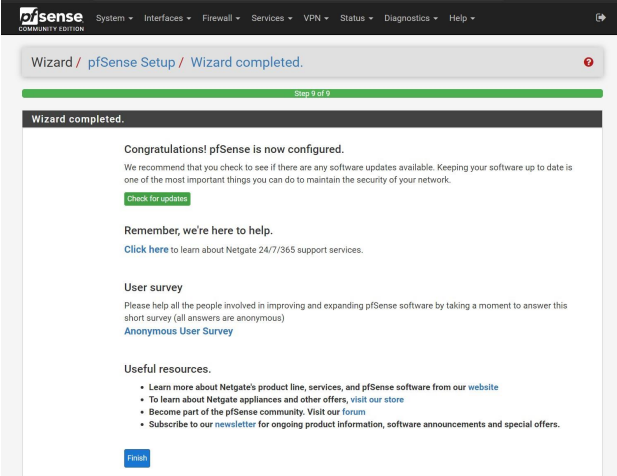 pfsense
COMMUNITY EDITION
System Interfaces Firewall Services VPN Status Diagnostics Help
Wizard / pfSense Setup / Wizard completed.
Step 9 of 9
Wizard completed.
Congratulations! pfSense is now configured.
We recommend that you check to see if there are any software updates available. Keeping your software up to date is
one of the most important things you can do to maintain the security of your network.
Check for updates
Remember, we're here to help.
Click here to learn about Netgate 24/7/365 support services.
User survey
Please help all the people involved in improving and expanding pfSense software by taking a moment to answer this
short survey (all answers are anonymous)
Anonymous User Survey
Useful resources.
• Learn more about Netgate's product line, services, and pfSense software from our website
• To learn about Netgate appliances and other offers, visit our store
• Become part of the pfSense community. Visit our forum
• Subscribe to our newsletter for ongoing product information, software announcements and special offers.
Finish